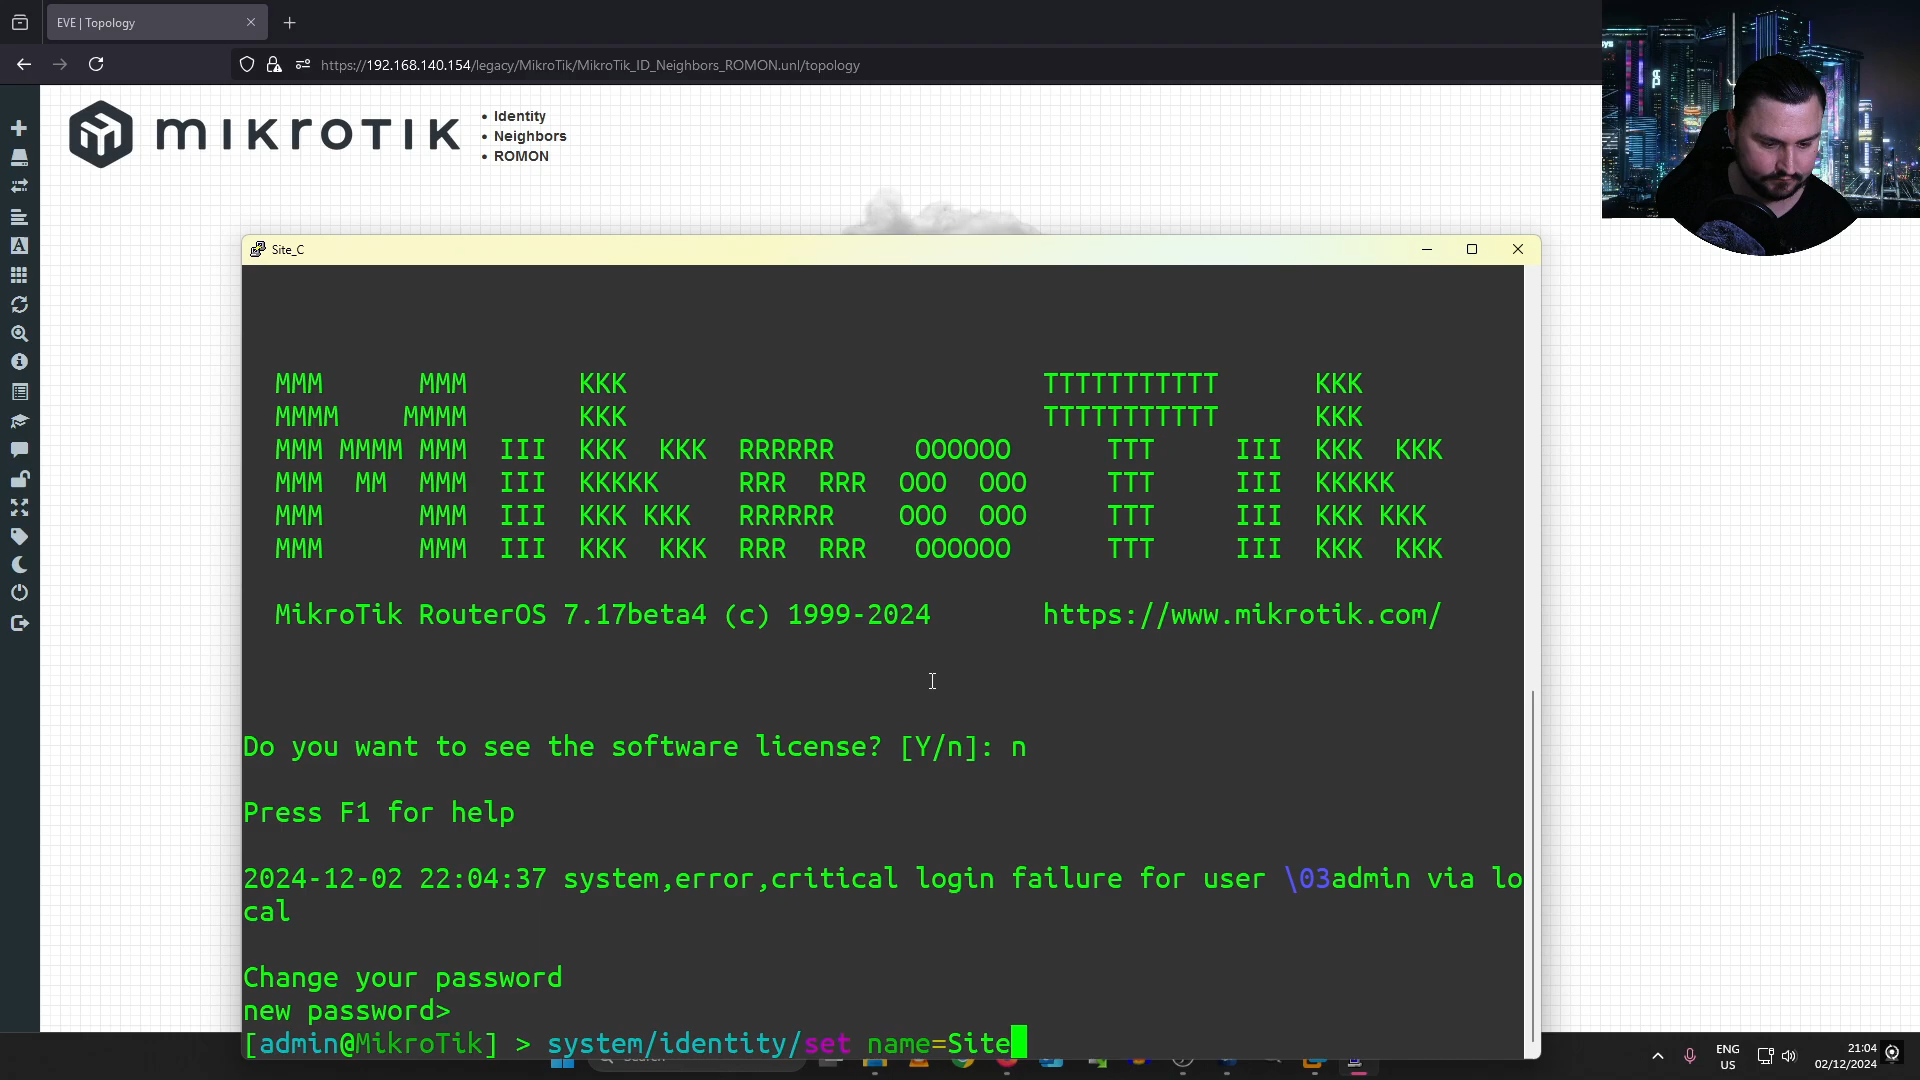 EVE | Topology
https://192.168.140.154/legacy/MikroTik/MikroTik_ID_Neighbors_ROMON.unl/topology
MIKROTIK
• Identity
• Neighbors
• ROMON
Site_C
MMM      MMM       KKK                          TTTTTTTTTTT      KKK
MMMM    MMMM       KKK                          TTTTTTTTTTT      KKK
MMM MMMM MMM  III  KKK  KKK  RRRRRR     OOOOOO      TTT     III  KKK  KKK
MMM  MM  MMM  III  KKKKK     RRR  RRR  OOO  OOO     TTT     III  KKKKK
MMM      MMM  III  KKK KKK   RRRRRR    OOO  OOO     TTT     III  KKK KKK
MMM      MMM  III  KKK  KKK  RRR  RRR   OOOOOO      TTT     III  KKK  KKK
MikroTik RouterOS 7.17beta4 (c) 1999-2024       https://www.mikrotik.com/
Do you want to see the software license? [Y/n]: n
Press F1 for help
2024-12-02 22:04:37 system,error,critical login failure for user \03admin via lo
cal
Change your password
new password>
[admin@MikroTik] > system/identity/set name=Site
ENG
US
21:04
02/12/2024